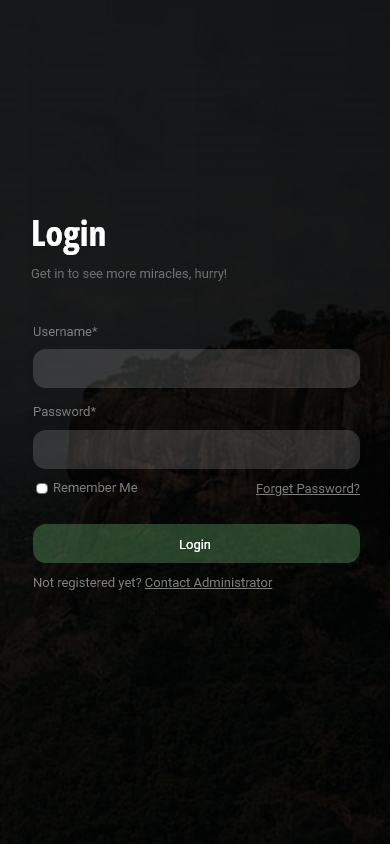 Login
Get in to see more miracles, hurry!
Username*
Password*
Remember Me Forget Password?
Login
Not registered yet? Contact Administrator